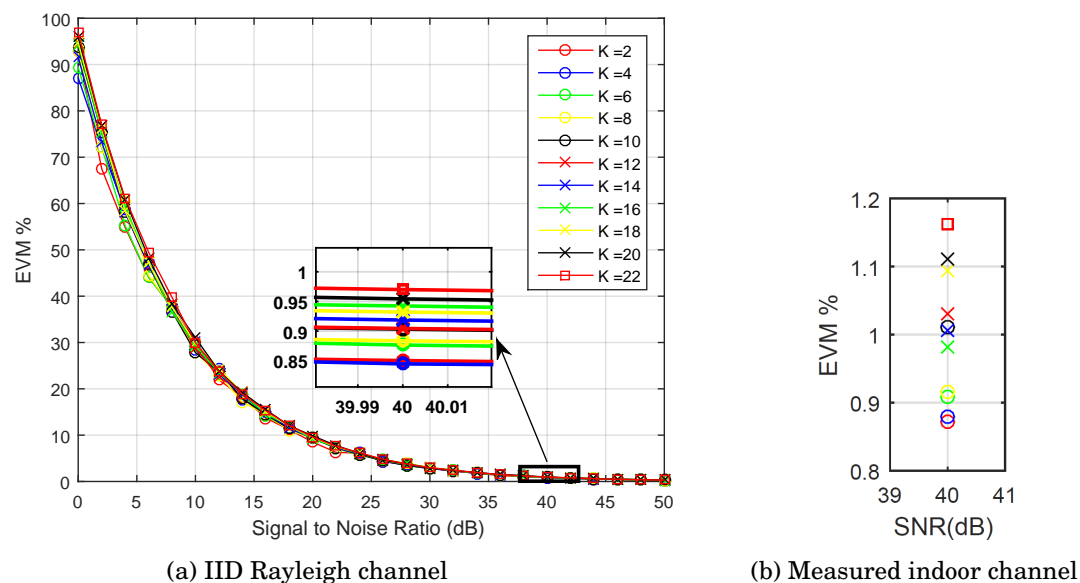 100
90
80
70
60
50
40
30
20
10
0
EVM %
0 5 10 15 20 25 30 35 40 45 50
Signal to Noise Ratio (dB)
K =2
K =4
K =6
K =8
K =10
K =12
K =14
K =16
K =18
K =20
K =22
1
0.95
0.9
0.85
39.99 40 40.01
(a) IID Rayleigh channel
1.2
1.1
1
0.9
0.8
EVM %
39 40 41
SNR(dB)
(b) Measured indoor channel